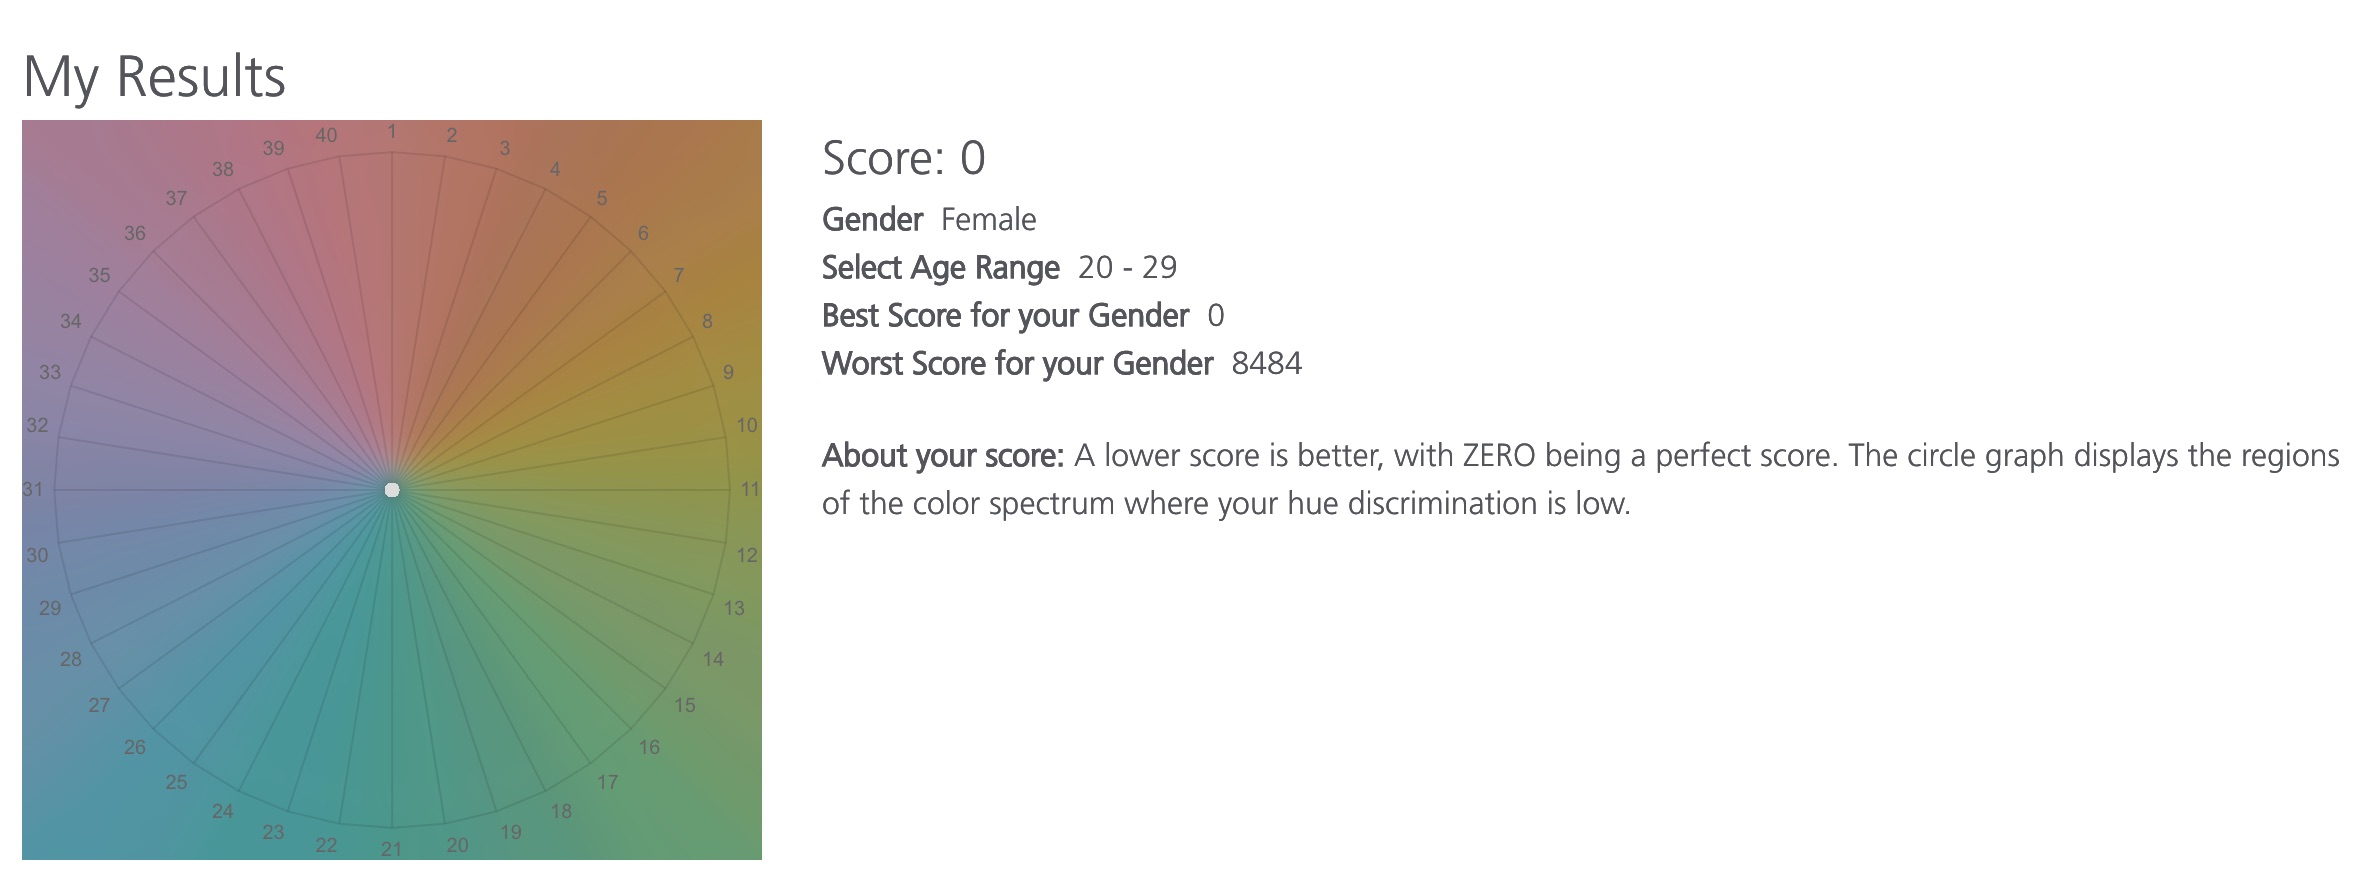 My Results
40 1 2
39 3
38 4
37 5
36 6
35 7
34 8
33 9
32 10
31 11
30 12
29 13
28 14
27 15
26 16
25 17
24 18
23 19
22 21 20
Score: 0
Gender Female
Select Age Range 20 - 29
Best Score for your Gender 0
Worst Score for your Gender 8484
About your score: A lower score is better, with ZERO being a perfect score. The circle graph displays the regions
of the color spectrum where your hue discrimination is low.